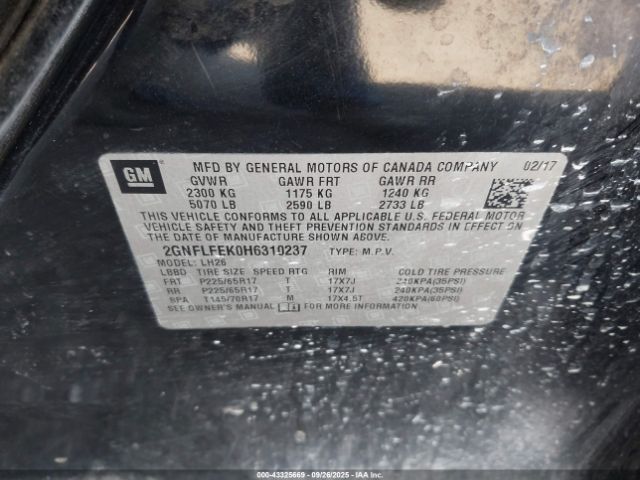 GM
MFD BY GENERAL MOTORS OF CANADA COMPANY 02/17
GVWR GAWR FRT GAWR RR
2300 KG 1175 KG 1240 KG
5070 LB 2590 LB 2733 LB
THIS VEHICLE CONFORMS TO ALL APPLICABLE U.S. FEDERAL MOTOR
VEHICLE SAFETY AND THEFT PREVENTION STANDARDS IN EFFECT ON
THE DATE OF MANUFACTURE SHOWN ABOVE.
2GNFLFEK0H6310237 TYPE: M.P.V.
MODEL: LH26
LBBD TIRE SIZE SPEED RTG RIM COLD TIRE PRESSURE
FRT P225/65R17 T 17X7J 240KPA(35PSI)
RR P225/65R17 T 17X7J 240KPA(35PSI)
SPA T145/70R17 M 17X4.5T 420KPA(60PSI)
SEE OWNER'S MANUAL FOR ADDITIONAL INFORMATION
Stock No: 43325669 | 09/26/2025 | IAA Inc.